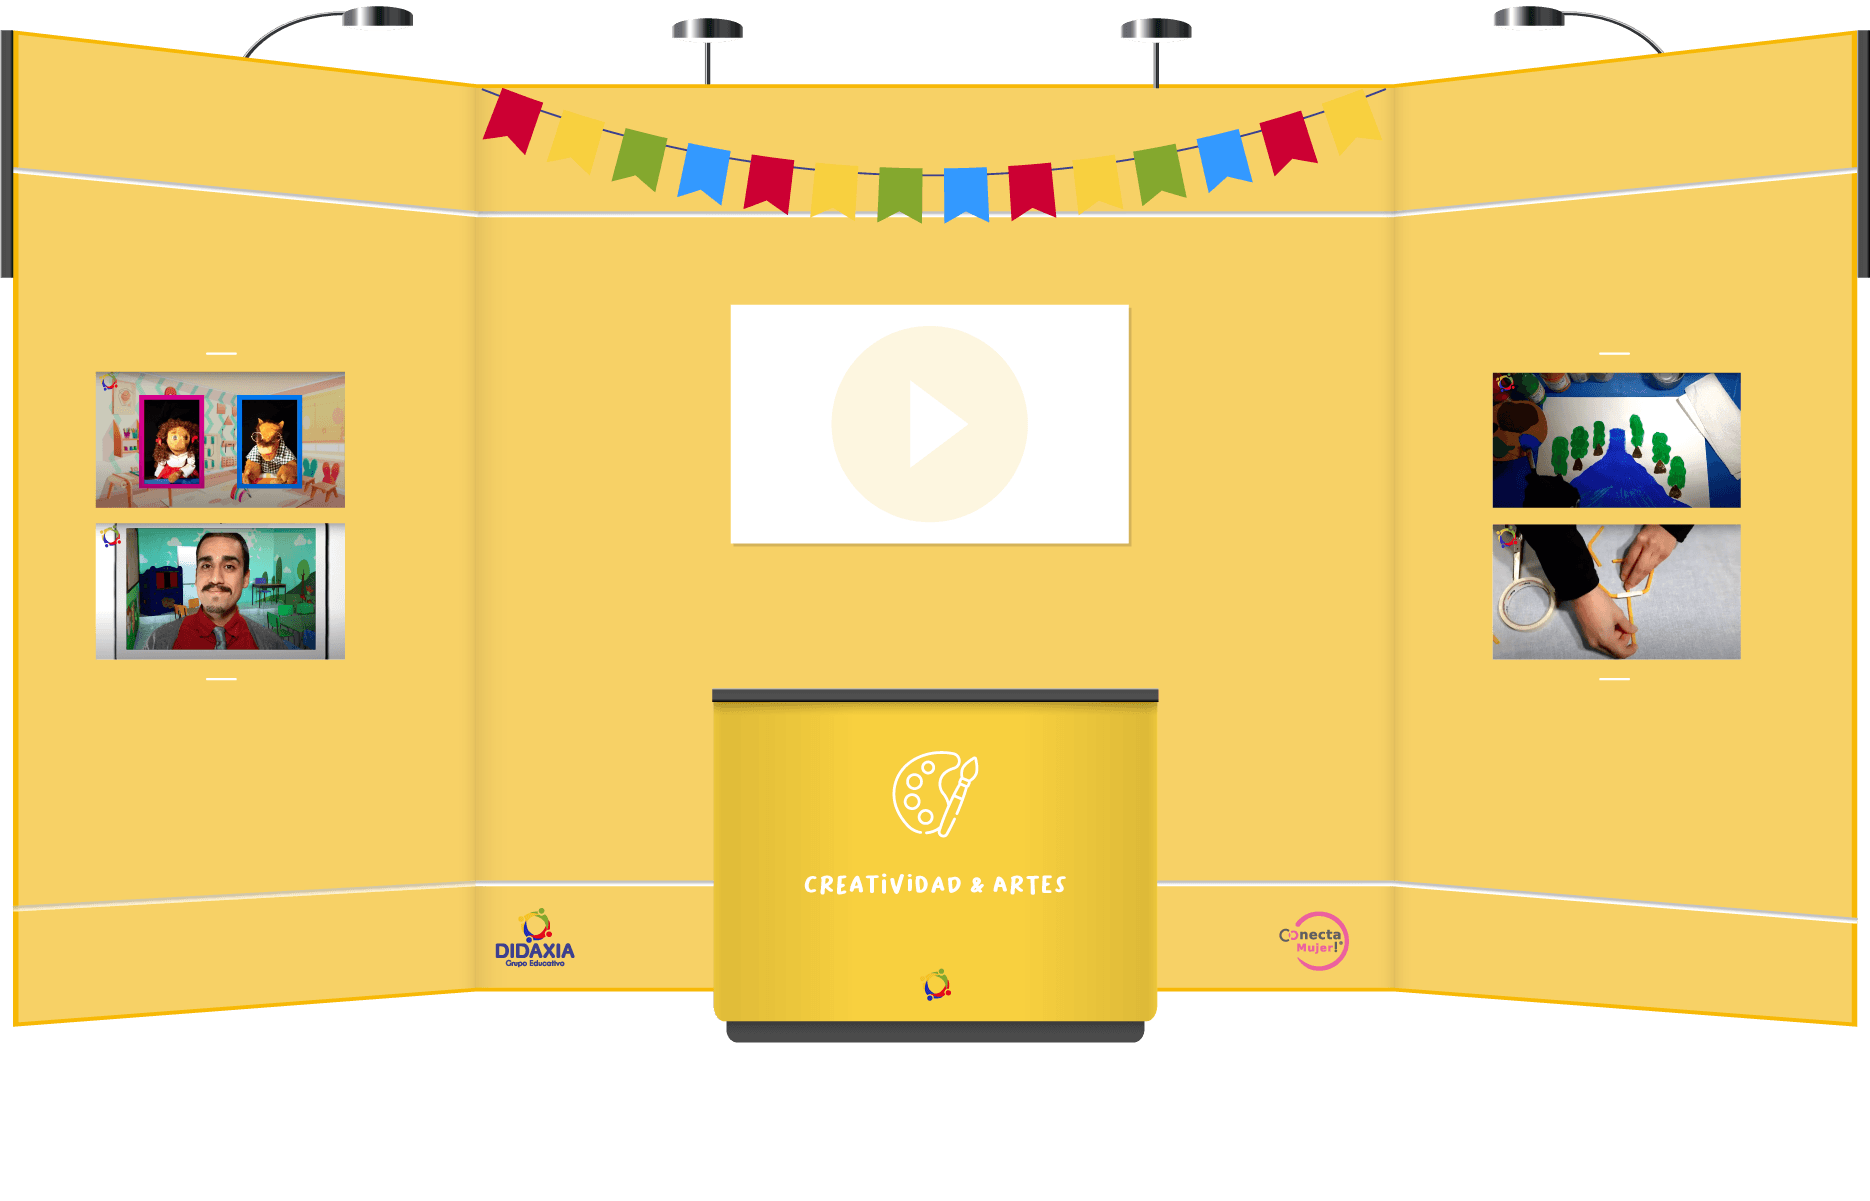 CREATIVIDAD & ARTES
DIDAXIA
Grupo Educativo
Conecta
Mujer!